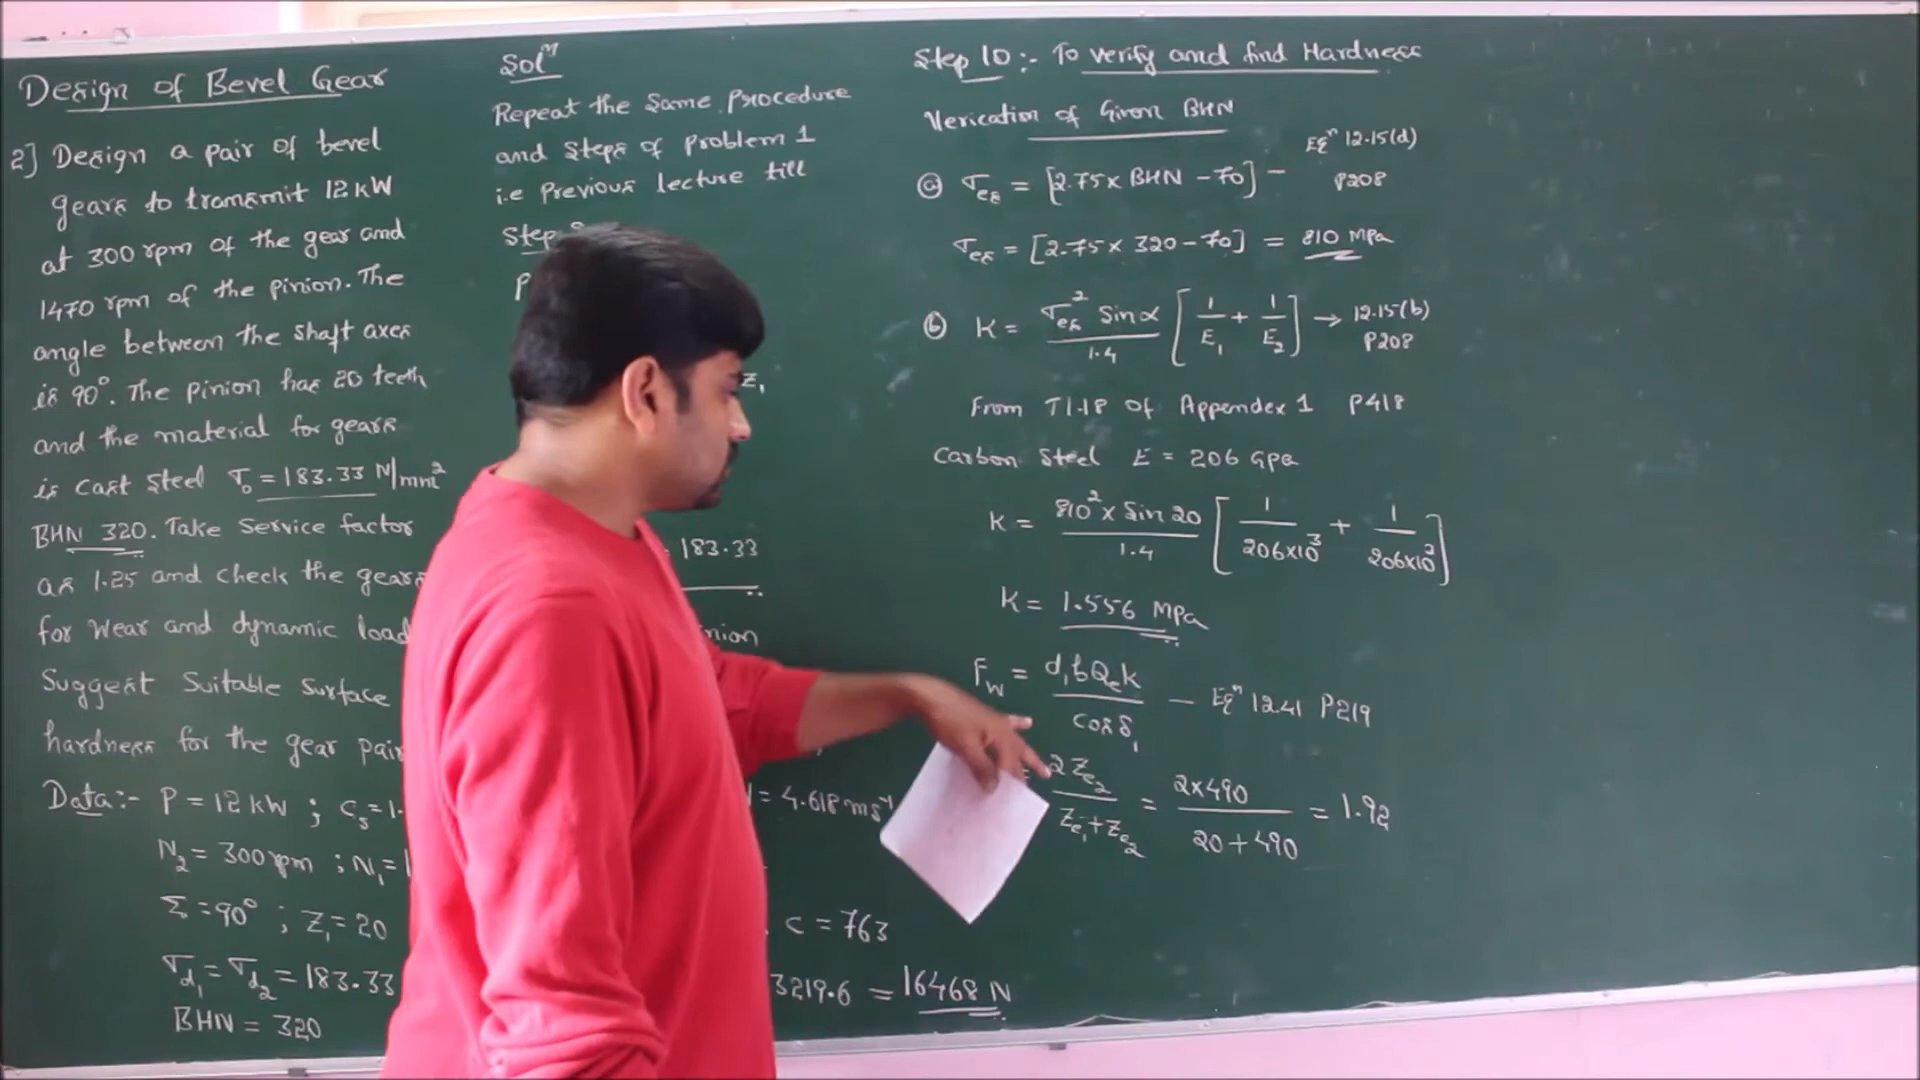 Design of Bevel Gear
2] Design a pair of bevel
gears to transmit 12 kW
at 300 rpm of the gear and
1470 rpm of the pinion. The
angle between the shaft axes
is 90°. The pinion has 20 teeth
and the material for gears
is cast steel σ₀ = 183.33 N/mm²
BHN 320. Take Service factor
as 1.25 and check the gears
for Wear and dynamic load
Suggest Suitable Surface
hardness for the gear pair
Data:- P = 12 kW ; Cs = 1.
N₂ = 300 rpm ; N₁ = 1
Σ = 90° ; Z₁ = 20
σd₁ = σd₂ = 183.33
BHN = 320
Solⁿ
Repeat the Same Procedure
and Steps of Problem 1
i.e Previous lecture till
Step
P
Z₁
183.33
nion
= 4.618 ms⁻¹
C = 763
3219.6 = 16468 N
Step 10:- To verify and find Hardness
Verication of Given BHN
ⓐ σes = [2.75 × BHN - 70] - Eqⁿ 12.15(d)
P208
σes = [2.75 × 320 - 70] = 810 MPa
ⓑ K = σes² Sinα / 1.4 [1/E₁ + 1/E₂] → 12.15(b)
P208
From T1.18 of Appendex 1 P418
Carbon Steel E = 206 GPa
K = 810² × Sin 20 / 1.4 [1/206×10³ + 1/206×10³]
K = 1.556 MPa
Fw = d₁bQeK / cosδ₁ - Eqⁿ 12.41 P219
= 2Ze₂ / Ze₁+Ze₂ = 2×490 / 20+490 = 1.92